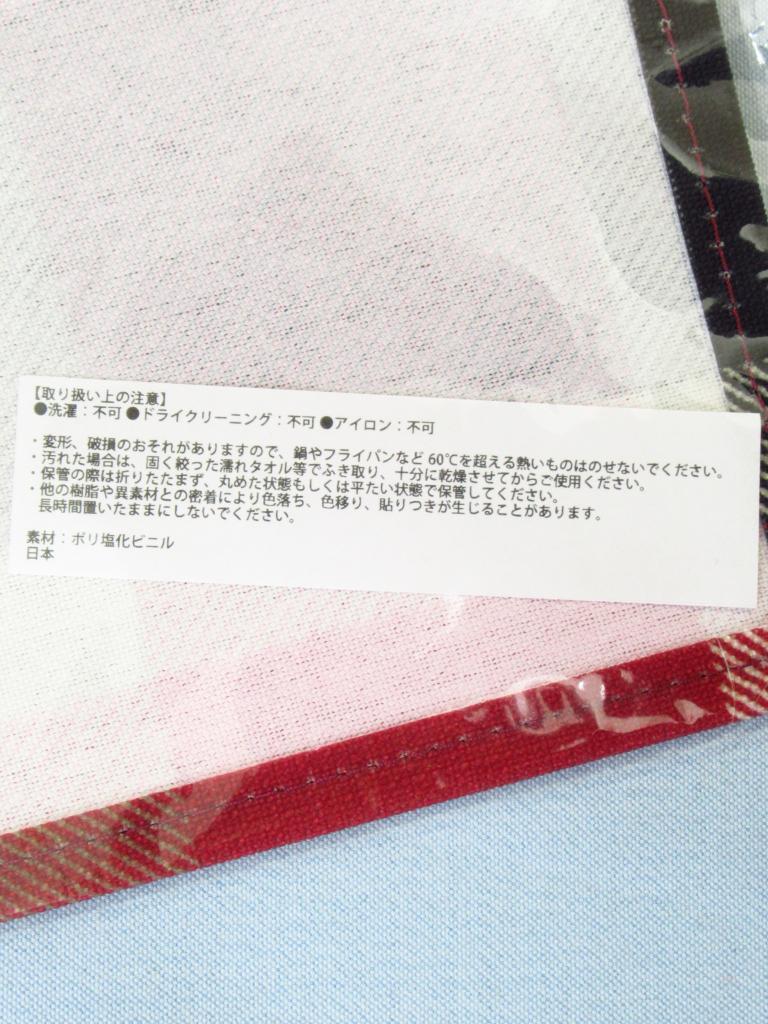 【取り扱い上の注意】
●洗濯：不可 ●ドライクリーニング：不可 ●アイロン：不可
・変形、破損のおそれがありますので、鍋やフライパンなど 60℃を超える熱いものはのせないでください。
・汚れた場合は、固く絞った濡れタオル等でふき取り、十分に乾燥させてからご使用ください。
・保管の際は折りたたまず、丸めた状態もしくは平たい状態で保管してください。
・他の樹脂や異素材との密着により色落ち、色移り、貼りつきが生じることがあります。
長時間置いたままにしないでください。
素材：ポリ塩化ビニル
日本